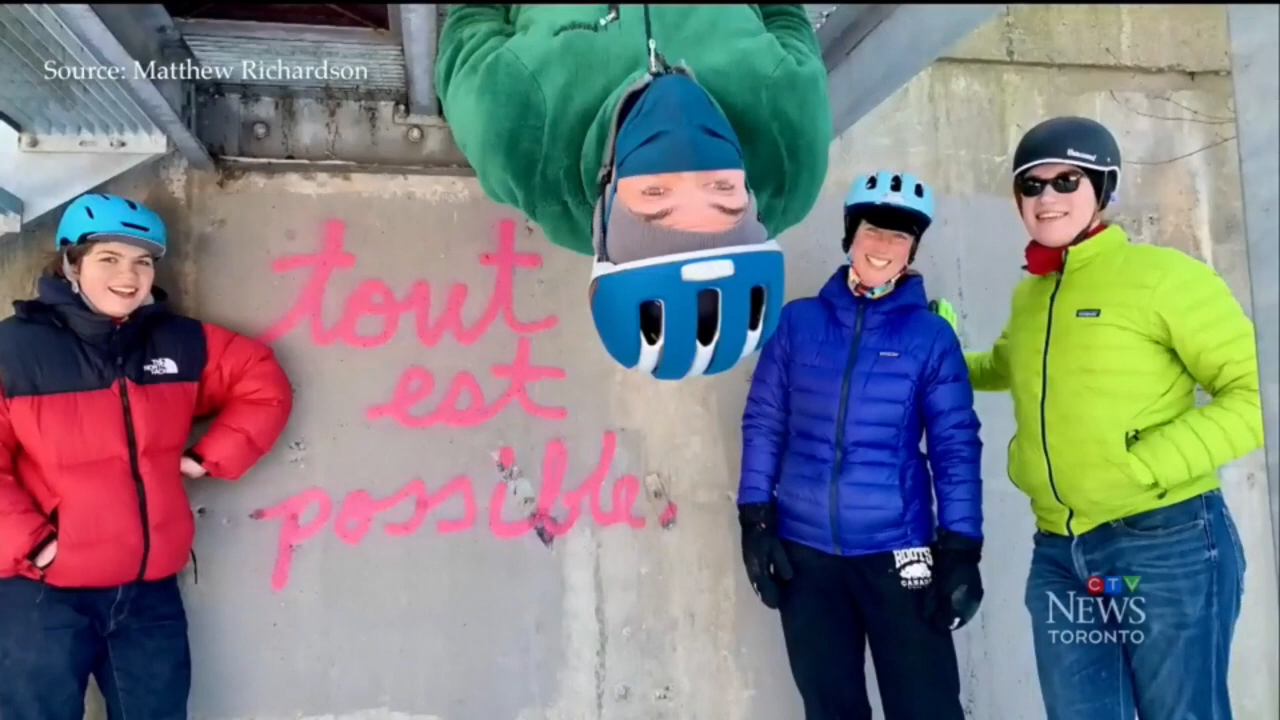 Source: Matthew Richardson
tout
est
possible.
THE
NORTH
FACE
ROOTS
CANADA
CTV
NEWS
TORONTO